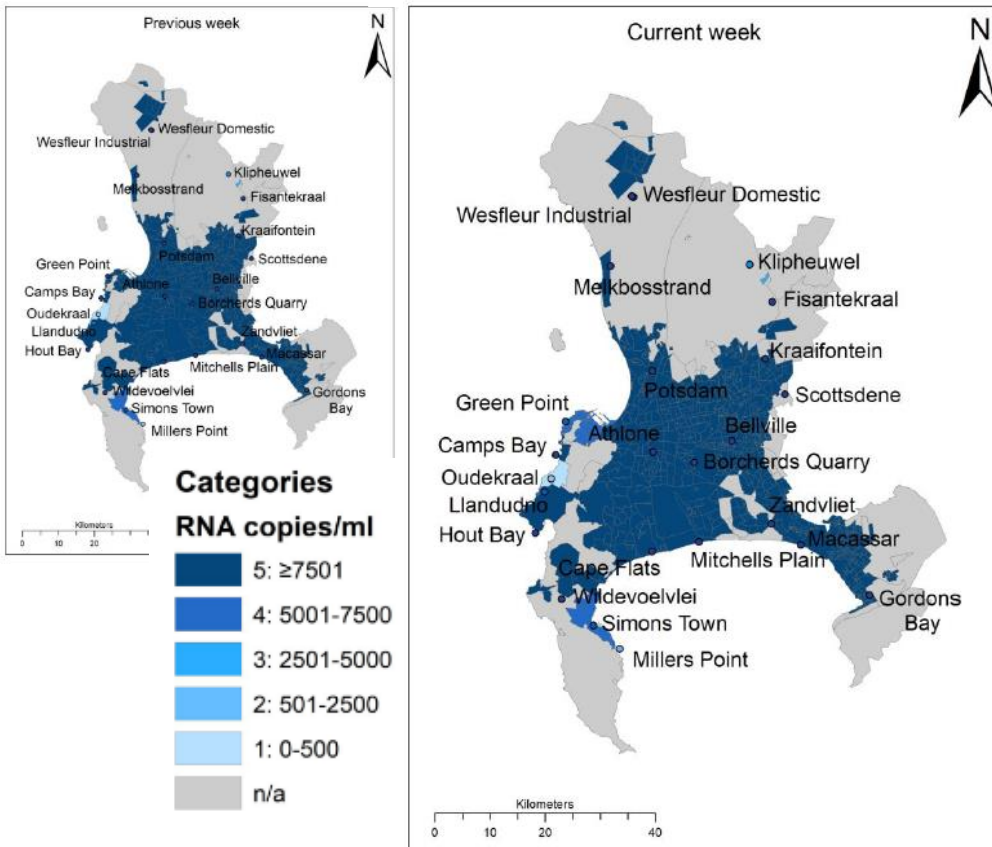 Previous week
N
Wesfleur Domestic
Wesfleur Industrial
Klipheuwel
Melkbosstrand
Fisantekraal
Kraaifontein
Potsdam
Scottsdene
Green Point
Bellville
Athlone
Camps Bay
Borcherds Quarry
Oudekraal
Llandudno
Zandvliet
Hout Bay
Macassar
Mitchells Plain
Cape Flats
Wildevoelvlei
Gordons
Bay
Simons Town
Millers Point
Kilometers
0
20
Categories
RNA copies/ml
5: ≥7501
4: 5001-7500
3: 2501-5000
2: 501-2500
1: 0-500
n/a
Current week
N
Wesfleur Domestic
Wesfleur Industrial
Klipheuwel
Melkbosstrand
Fisantekraal
Kraaifontein
Potsdam
Scottsdene
Green Point
Bellville
Athlone
Camps Bay
Borcherds Quarry
Oudekraal
Llandudno
Zandvliet
Hout Bay
Macassar
Mitchells Plain
Cape Flats
Wildevoelvlei
Gordons
Bay
Simons Town
Millers Point
Kilometers
0 10 20 40